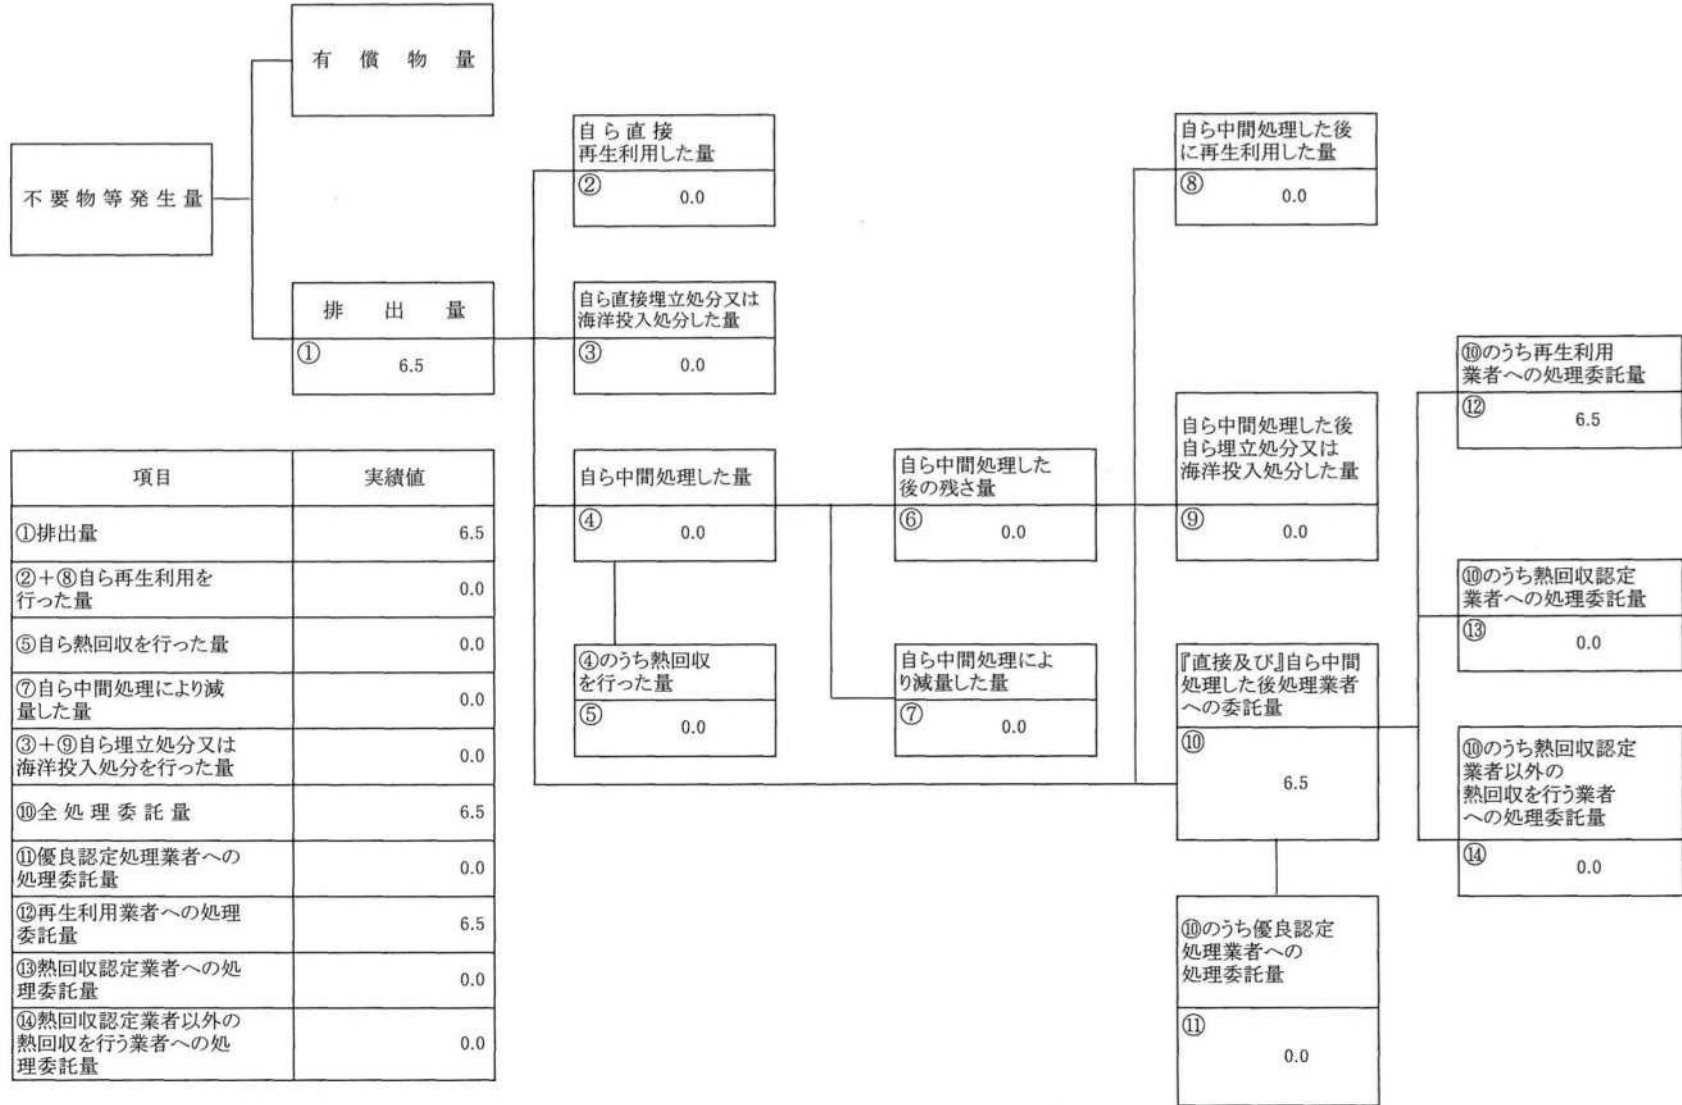 有償物量
不要物等発生量
排出量
①
6.5
自ら直接
再生利用した量
②
0.0
自ら直接埋立処分又は
海洋投入処分した量
③
0.0
自ら中間処理した量
④
0.0
④のうち熱回収
を行った量
⑤
0.0
自ら中間処理した
後の残さ量
⑥
0.0
自ら中間処理によ
り減量した量
⑦
0.0
自ら中間処理した後
に再生利用した量
⑧
0.0
自ら中間処理した後
自ら埋立処分又は
海洋投入処分した量
⑨
0.0
『直接及び』自ら中間
処理した後処理業者
への委託量
⑩
6.5
⑩のうち優良認定
処理業者への
処理委託量
⑪
0.0
⑩のうち再生利用
業者への処理委託量
⑫
6.5
⑩のうち熱回収認定
業者への処理委託量
⑬
0.0
⑩のうち熱回収認定
業者以外の
熱回収を行う業者
への処理委託量
⑭
0.0
項目 実績値
①排出量 6.5
②+⑧自ら再生利用を
行った量 0.0
⑤自ら熱回収を行った量 0.0
⑦自ら中間処理により減
量した量 0.0
③+⑨自ら埋立処分又は
海洋投入処分を行った量 0.0
⑩全処理委託量 6.5
⑪優良認定処理業者への
処理委託量 0.0
⑫再生利用業者への処理
委託量 6.5
⑬熱回収認定業者への処
理委託量 0.0
⑭熱回収認定業者以外の
熱回収を行う業者への処
理委託量 0.0